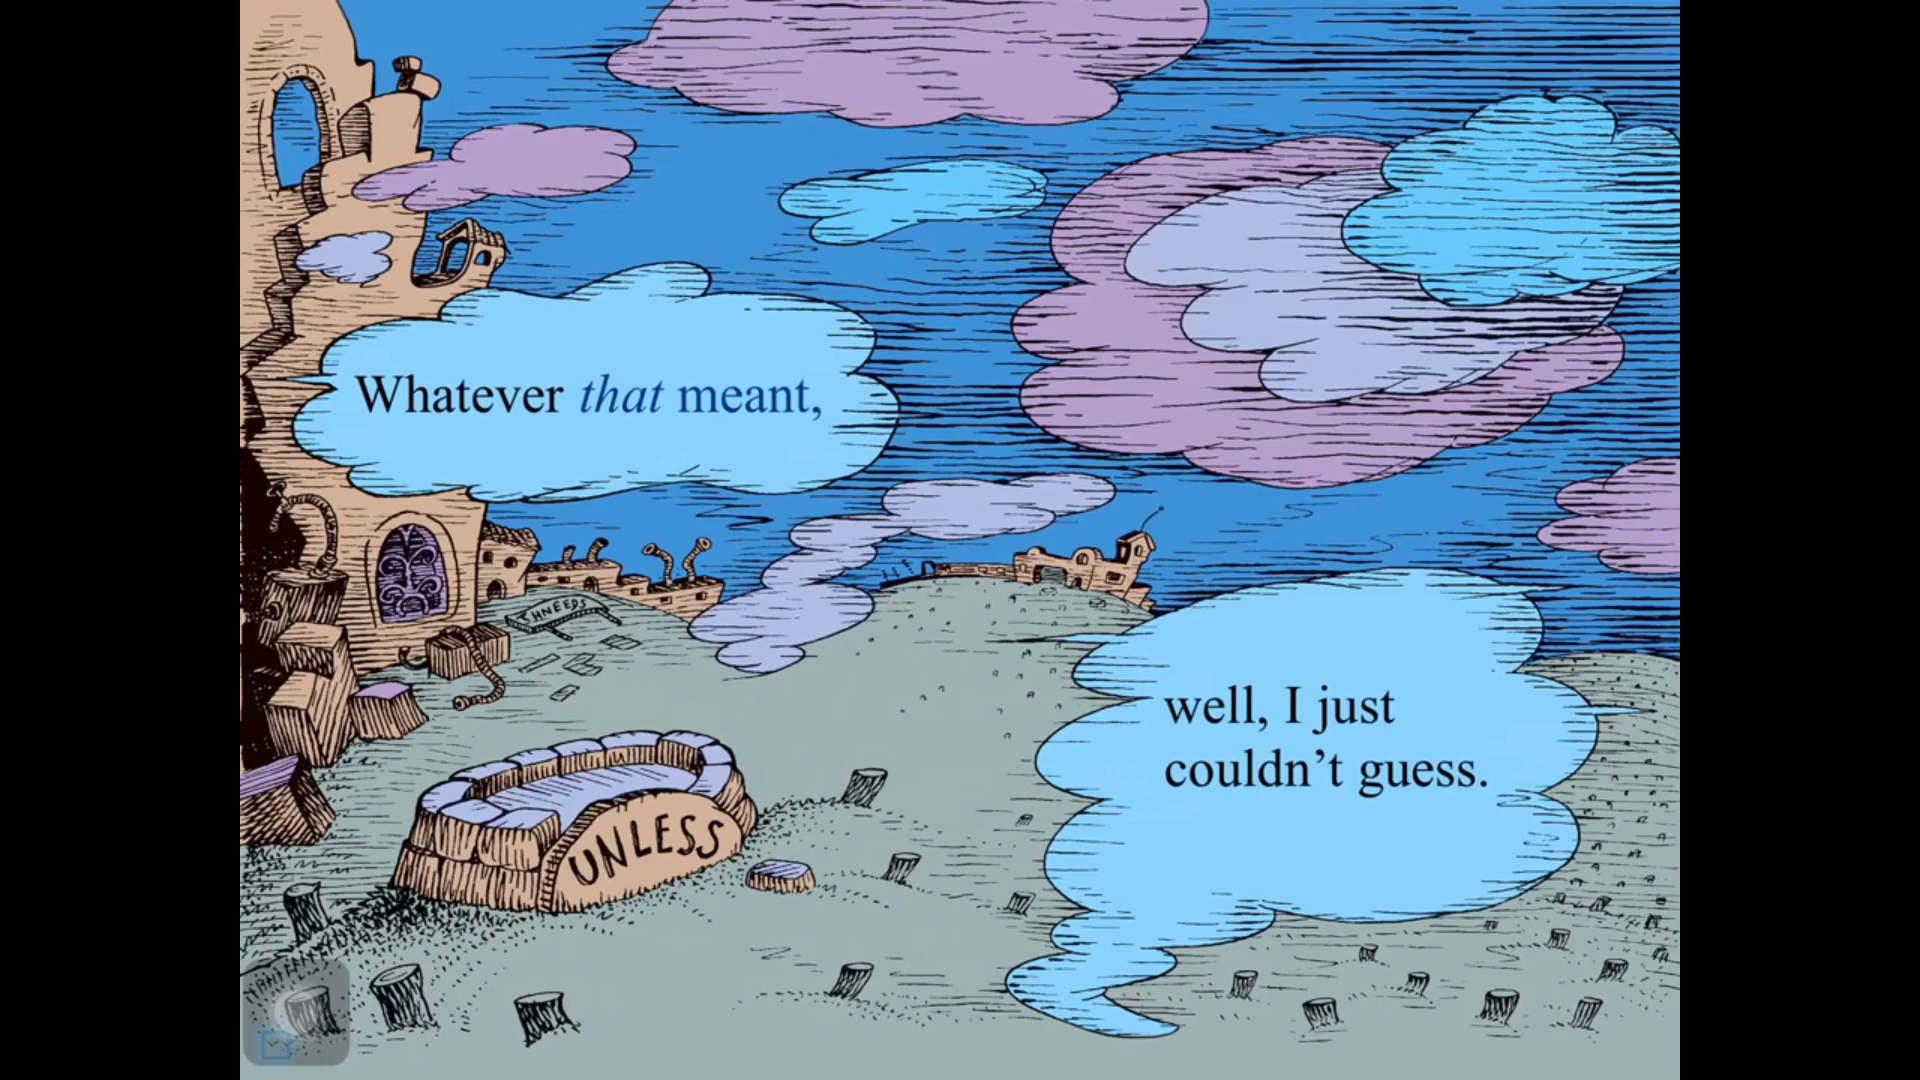 Whatever that meant,
THNEEDS
UNLESS
well, I just
couldn’t guess.